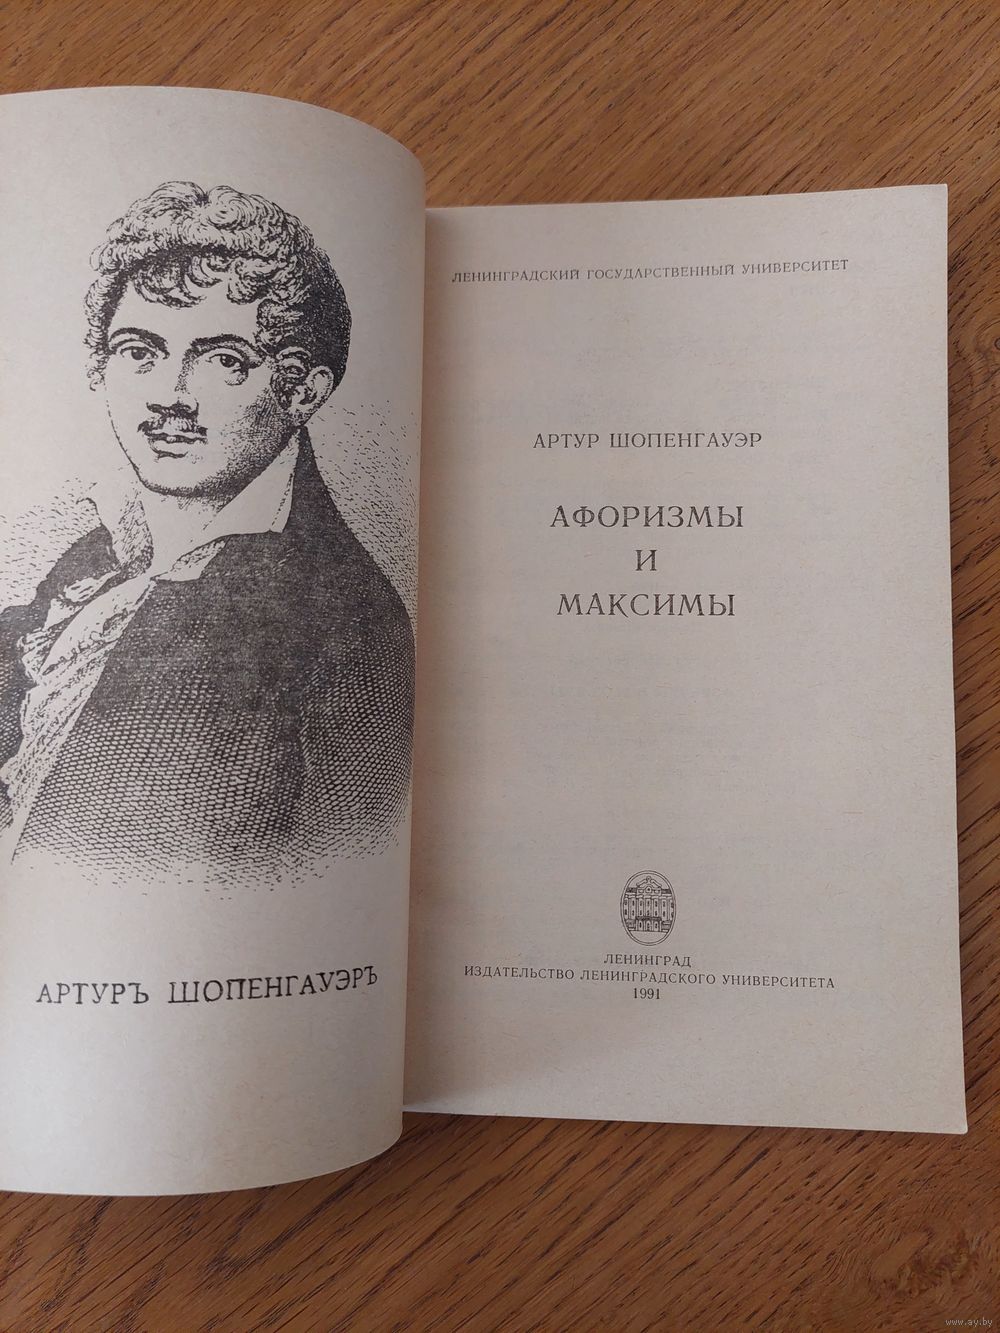 АРТУРЪ ШОПЕНГАУЭРЪ
ЛЕНИНГРАДСКИЙ ГОСУДАРСТВЕННЫЙ УНИВЕРСИТЕТ
АРТУР ШОПЕНГАУЭР
АФОРИЗМЫ
И
МАКСИМЫ
ЛЕНИНГРАД
ИЗДАТЕЛЬСТВО ЛЕНИНГРАДСКОГО УНИВЕРСИТЕТА
1991
www.ay.by